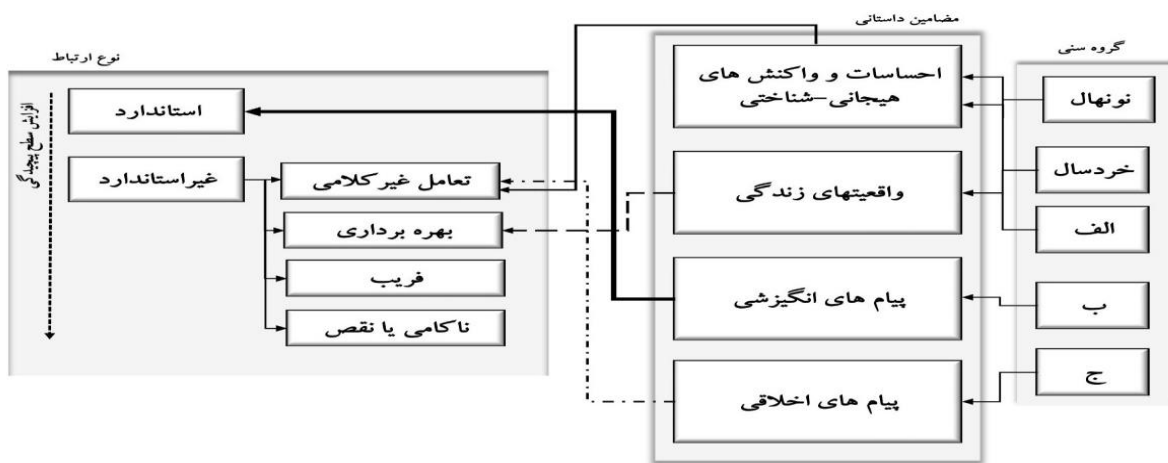 گروه سنی
نونهال
خردسال
الف
ب
ج
مضامین داستانی
احساسات و واکنش های
هیجانی-شناختی
واقعیتهای زندگی
پیام های انگیزشی
پیام های اخلاقی
نوع ارتباط
استاندارد
غیراستاندارد
تعامل غیرکلامی
بهره برداری
فریب
ناکامی یا نقص
افزایش سطح پیچیدگی